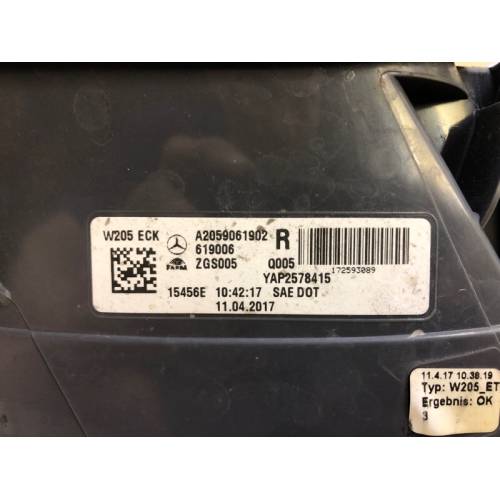 W205 ECK A2059061902 R
619006
FARBA ZGS005 Q005 172593089
YAP2578415
15456E 10:42:17 SAE DOT
11.04.2017
11.4.17 10.38.19
Typ: W205_ET
Ergebnis: OK
3